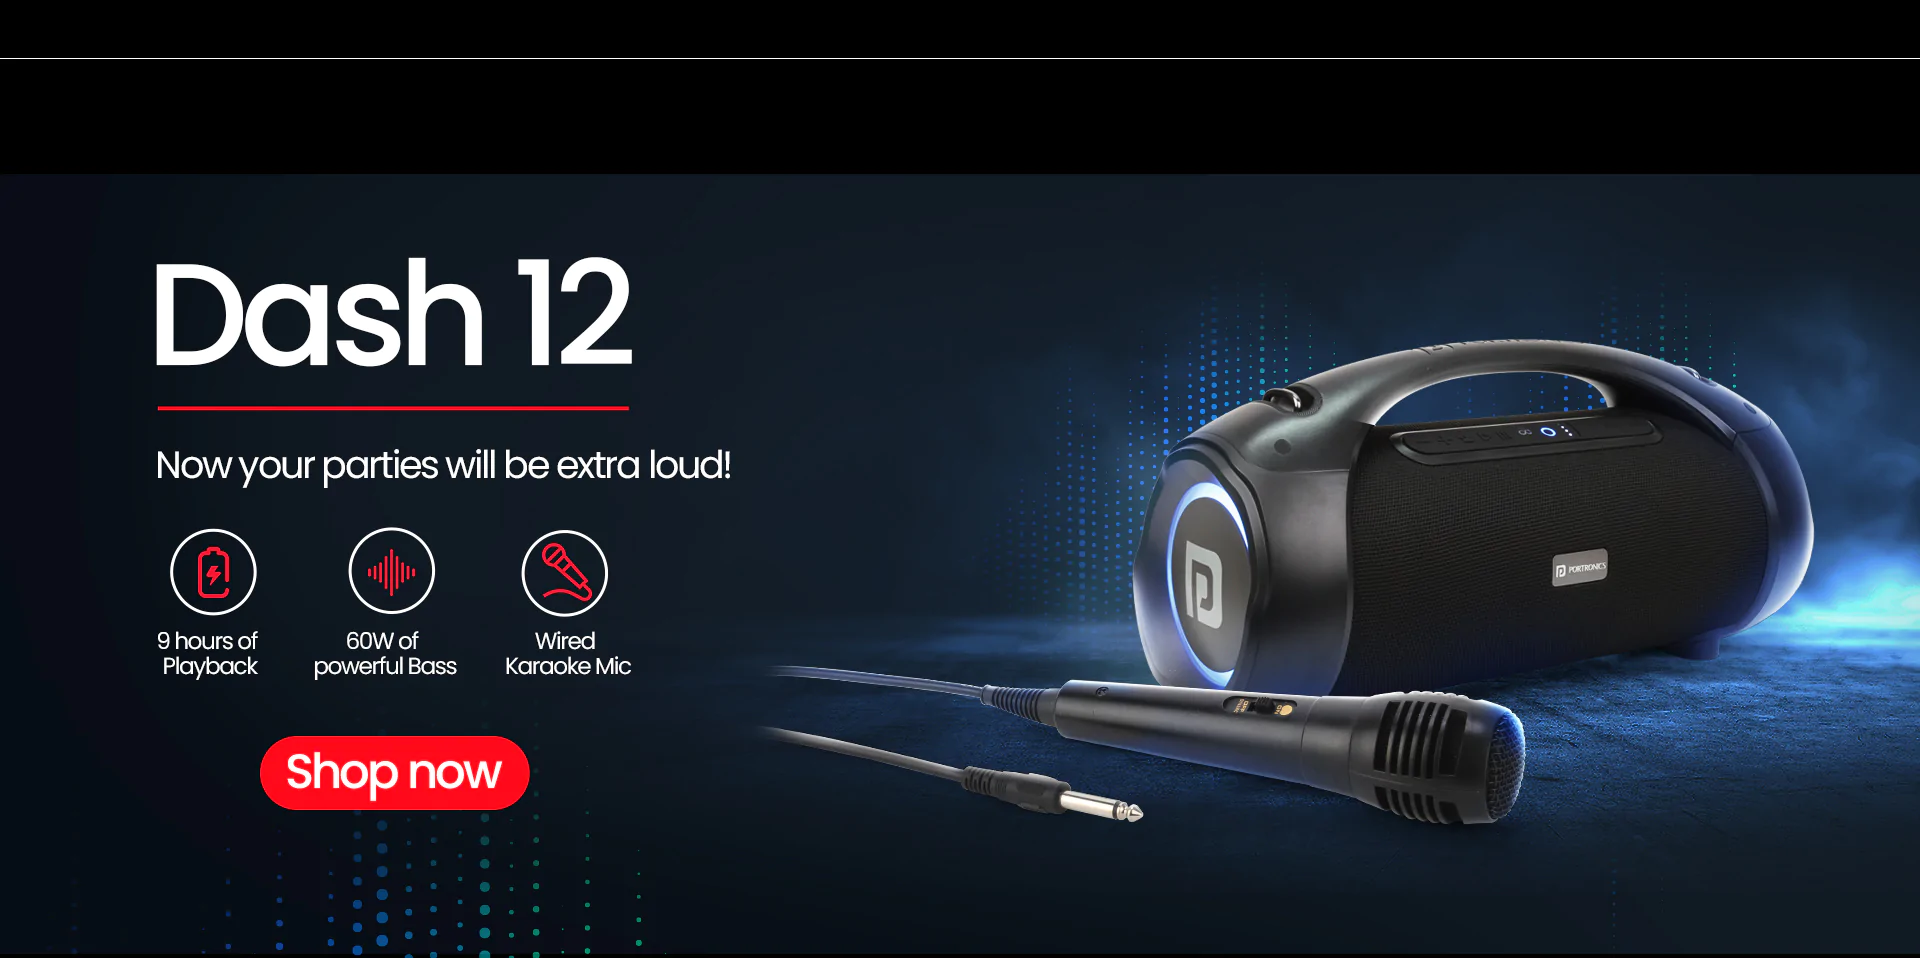 Dash 12
Now your parties will be extra loud!
9 hours of
Playback
60W of
powerful Bass
Wired
Karaoke Mic
Shop now
PORTRONICS